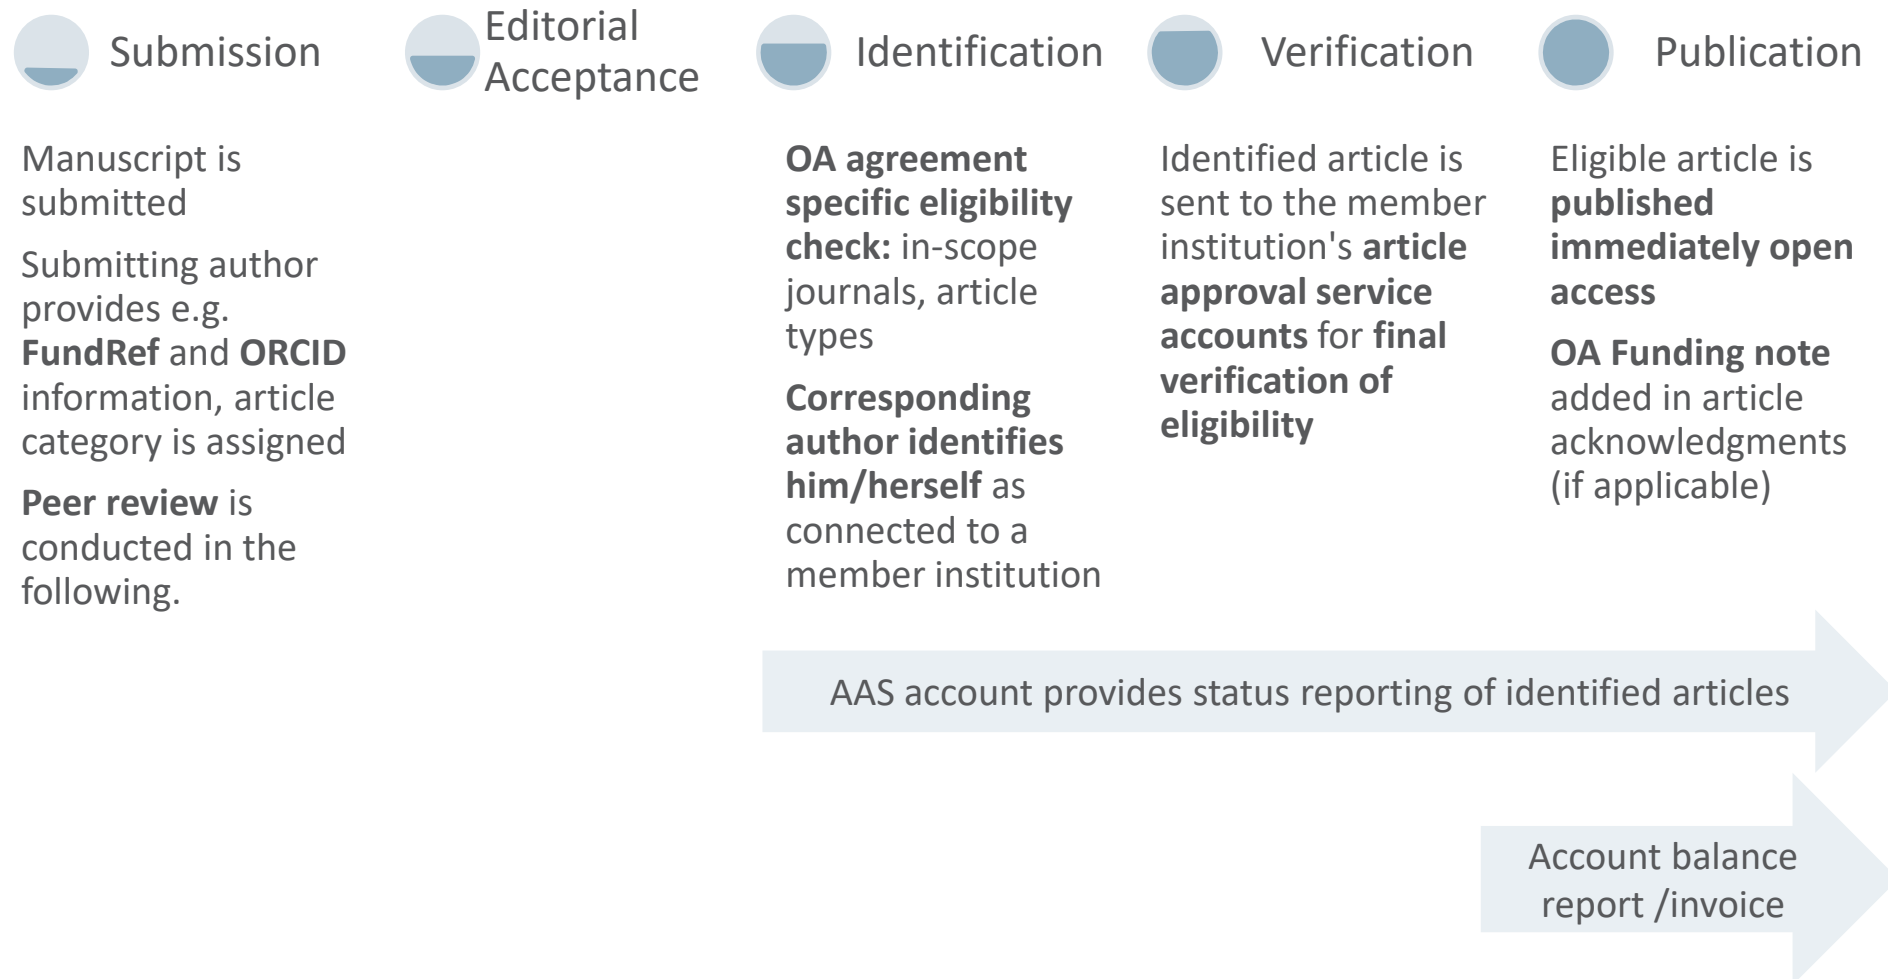 Submission
Editorial
Acceptance
Identification
Verification
Publication
Manuscript is
submitted
Submitting author
provides e.g.
FundRef and ORCID
information, article
category is assigned
Peer review is
conducted in the
following.
OA agreement
specific eligibility
check: in-scope
journals, article
types
Corresponding
author identifies
him/herself as
connected to a
member institution
Identified article is
sent to the member
institution's article
approval service
accounts for final
verification of
eligibility
Eligible article is
published
immediately open
access
OA Funding note
added in article
acknowledgments
(if applicable)
AAS account provides status reporting of identified articles
Account balance
report /invoice